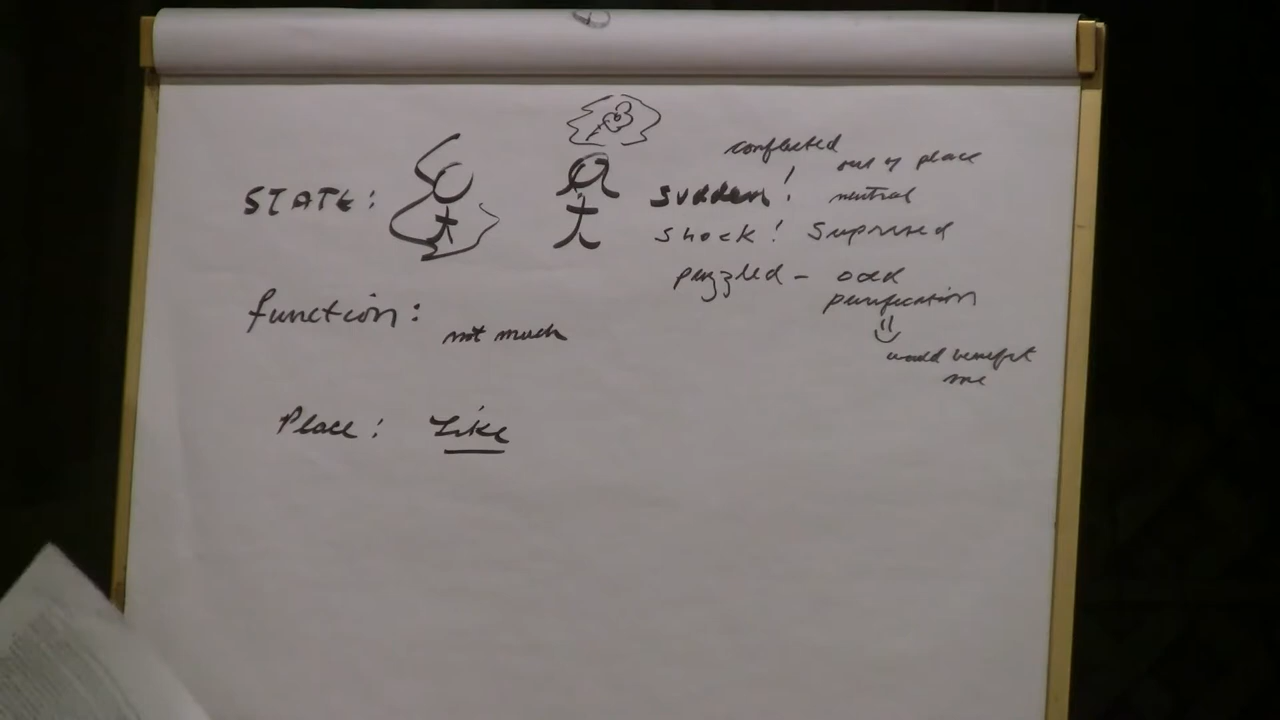 conflicted
out of place
STATE:
sudden!
neutral
shock! Suprised
puzzled - odd
purification
function:
not much
would benefit
me
Place: Like